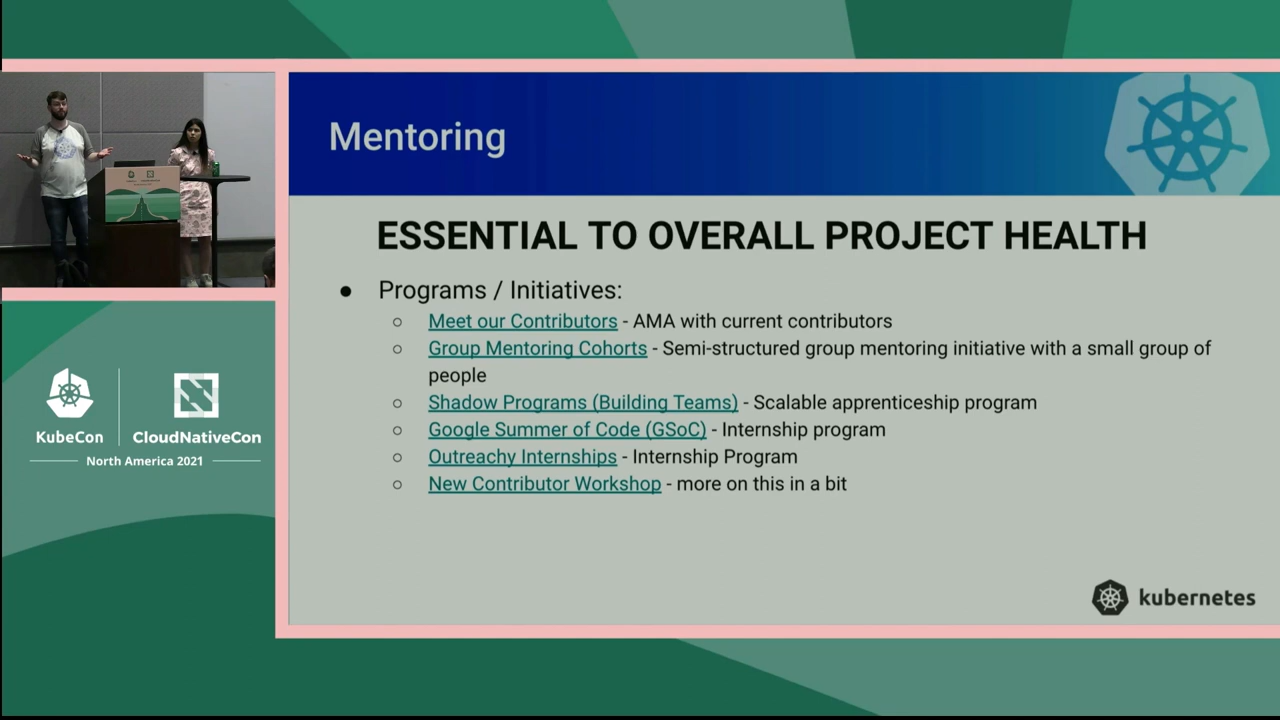 Mentoring
ESSENTIAL TO OVERALL PROJECT HEALTH
● Programs / Initiatives:
○ Meet our Contributors - AMA with current contributors
○ Group Mentoring Cohorts - Semi-structured group mentoring initiative with a small group of
people
○ Shadow Programs (Building Teams) - Scalable apprenticeship program
○ Google Summer of Code (GSoC) - Internship program
○ Outreachy Internships - Internship Program
○ New Contributor Workshop - more on this in a bit
kubernetes
KubeCon
CloudNativeCon
North America 2021